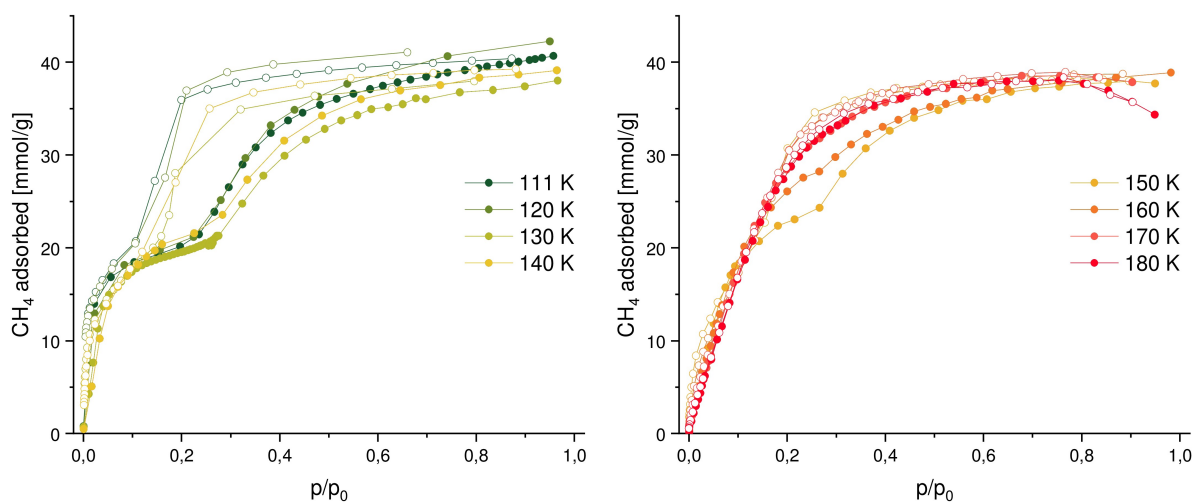 CH4 adsorbed [mmol/g]
40
30
20
10
0
0,0 0,2 0,4 0,6 0,8 1,0
p/p0
111 K
120 K
130 K
140 K
CH4 adsorbed [mmol/g]
40
30
20
10
0
0,0 0,2 0,4 0,6 0,8 1,0
p/p0
150 K
160 K
170 K
180 K